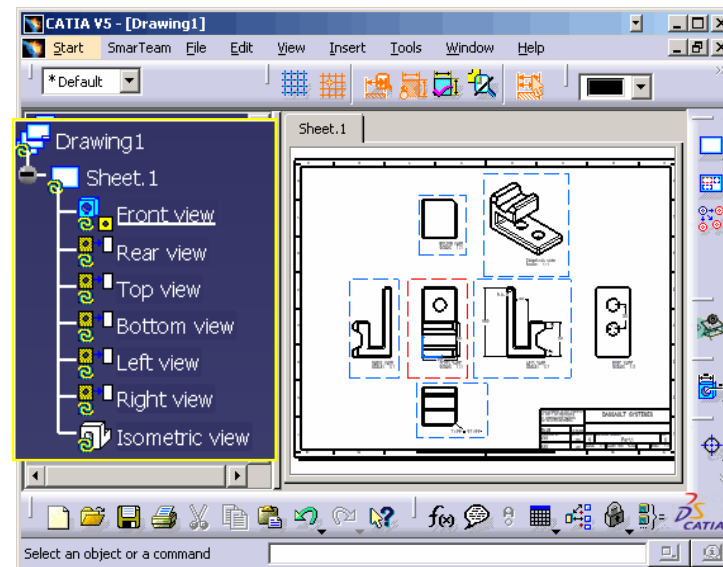 CATIA V5 - [Drawing1]
Start SmarTeam File Edit View Insert Tools Window Help
*Default
Drawing1
Sheet.1
Front view
Rear view
Top view
Bottom view
Left view
Right view
Isometric view
Sheet.1
DASSAULT SYSTEMES
f(x)
DS CATIA
Select an object or a command